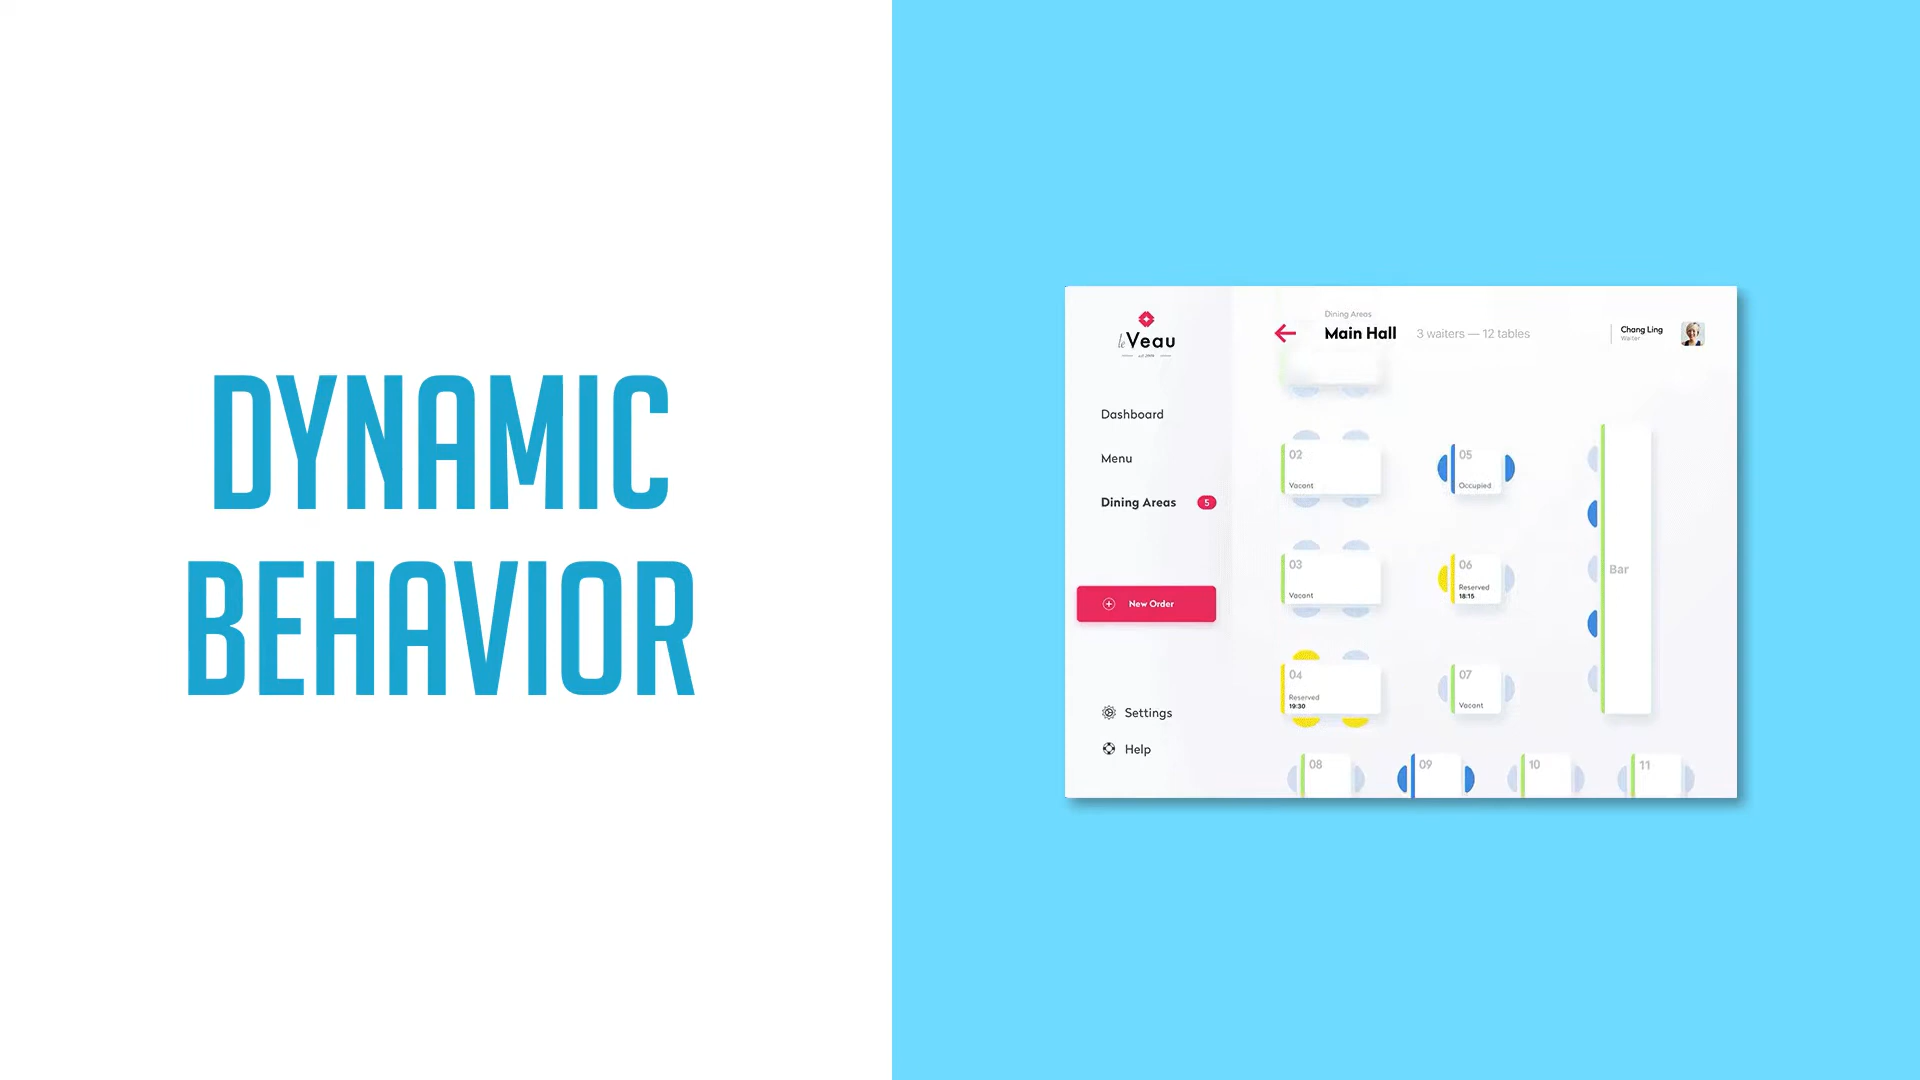 DYNAMIC
BEHAVIOR
le Veau
Dashboard
Menu
Dining Areas 5
New Order
Settings
Help
Dining Areas
Main Hall 3 waiters — 12 tables
Chang Ling
Waiter
02
Vacant
03
Vacant
04
Reserved
19:30
05
Occupied
06
Reserved
18:15
07
Vacant
Bar
08
09
10
11